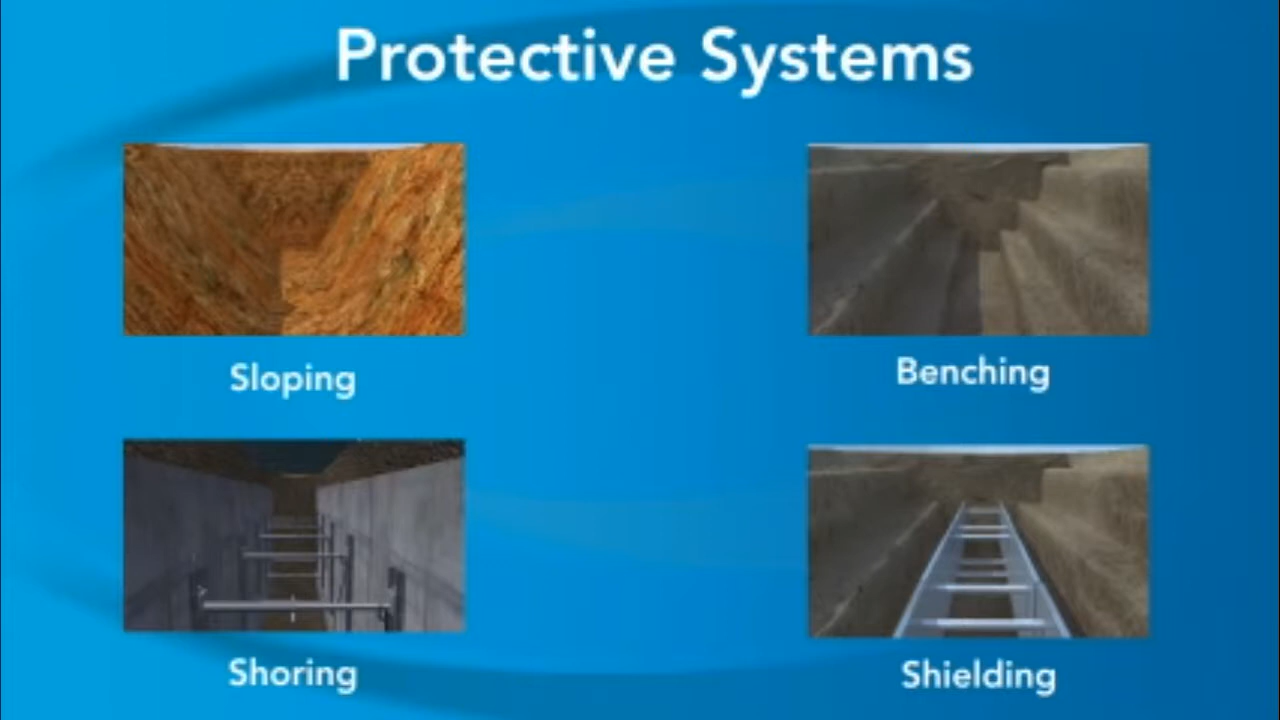 Protective Systems
Sloping
Benching
Shoring
Shielding